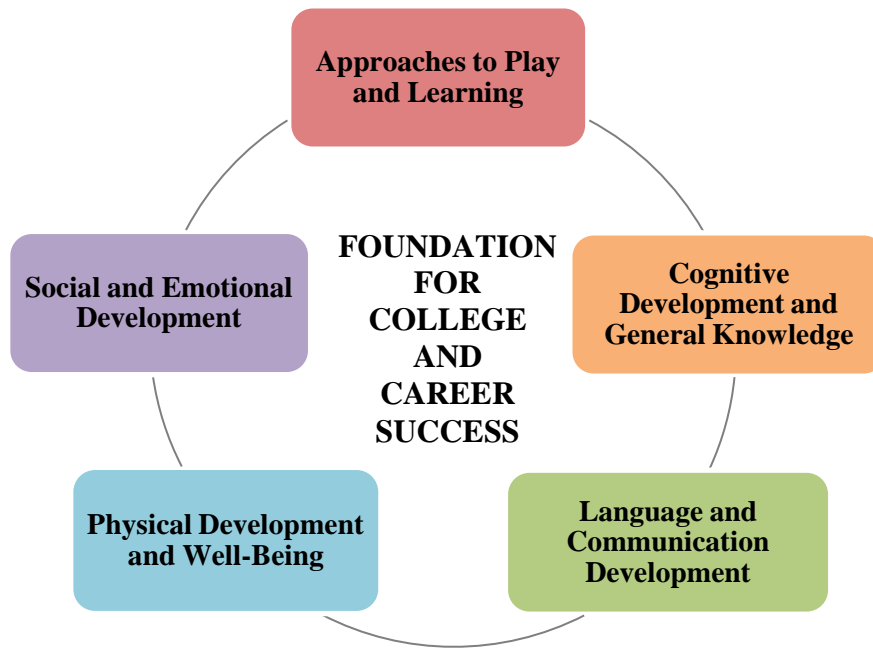 Approaches to Play
and Learning
Social and Emotional
Development
FOUNDATION
FOR
COLLEGE
AND
CAREER
SUCCESS
Cognitive
Development and
General Knowledge
Physical Development
and Well-Being
Language and
Communication
Development